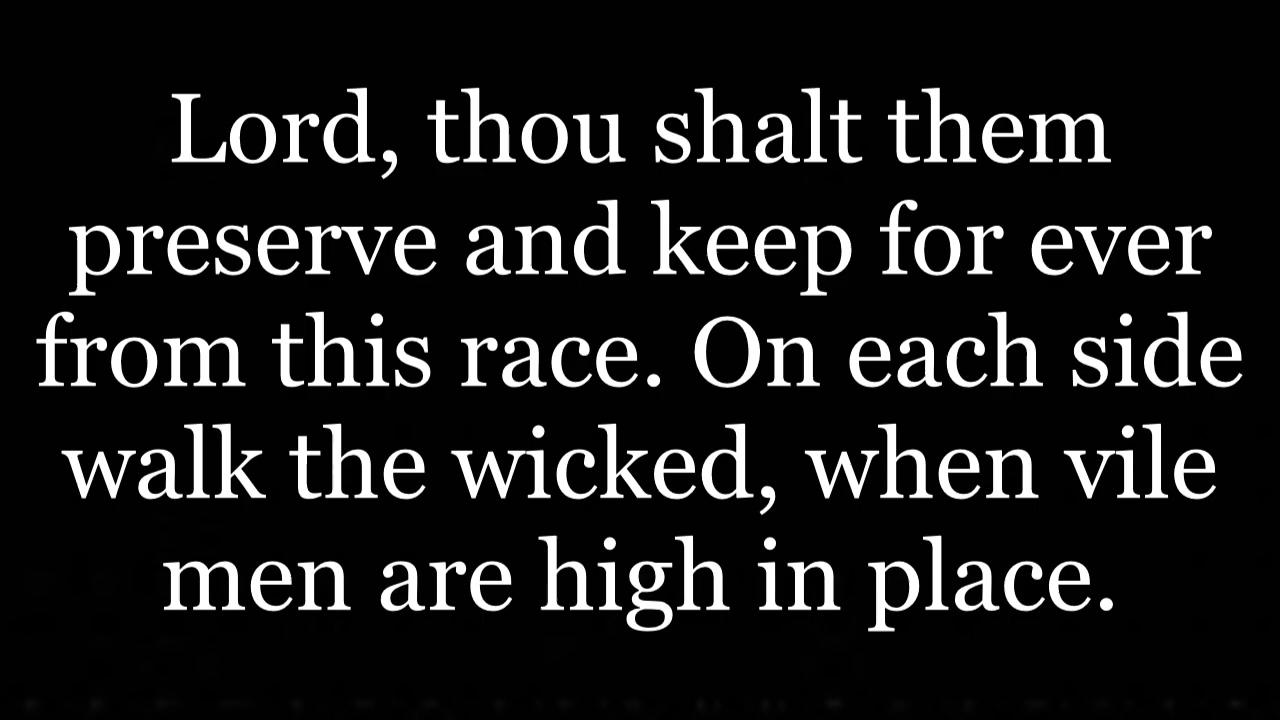 Lord, thou shalt them
preserve and keep for ever
from this race. On each side
walk the wicked, when vile
men are high in place.